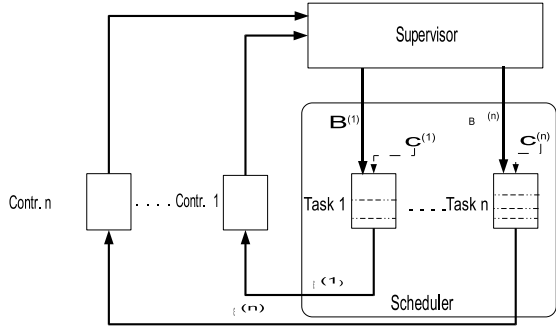 Supervisor
B(1)
B (n)
C(1)
C(n)
Contr. n
. . . . .
Contr. 1
Task 1
.....
Task n
(1)
(n)
Scheduler